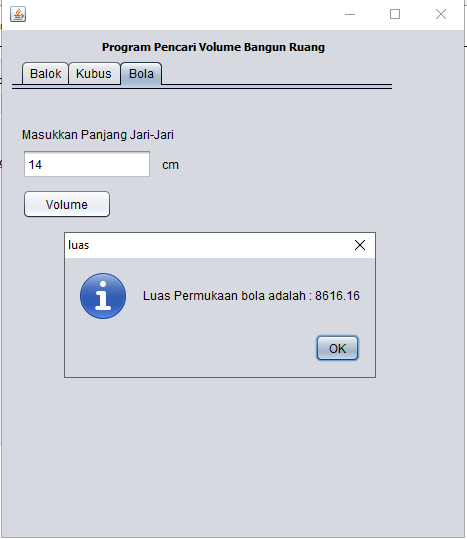 Program Pencari Volume Bangun Ruang
Balok Kubus Bola
Masukkan Panjang Jari-Jari
14 cm
Volume
luas
Luas Permukaan bola adalah : 8616.16
OK